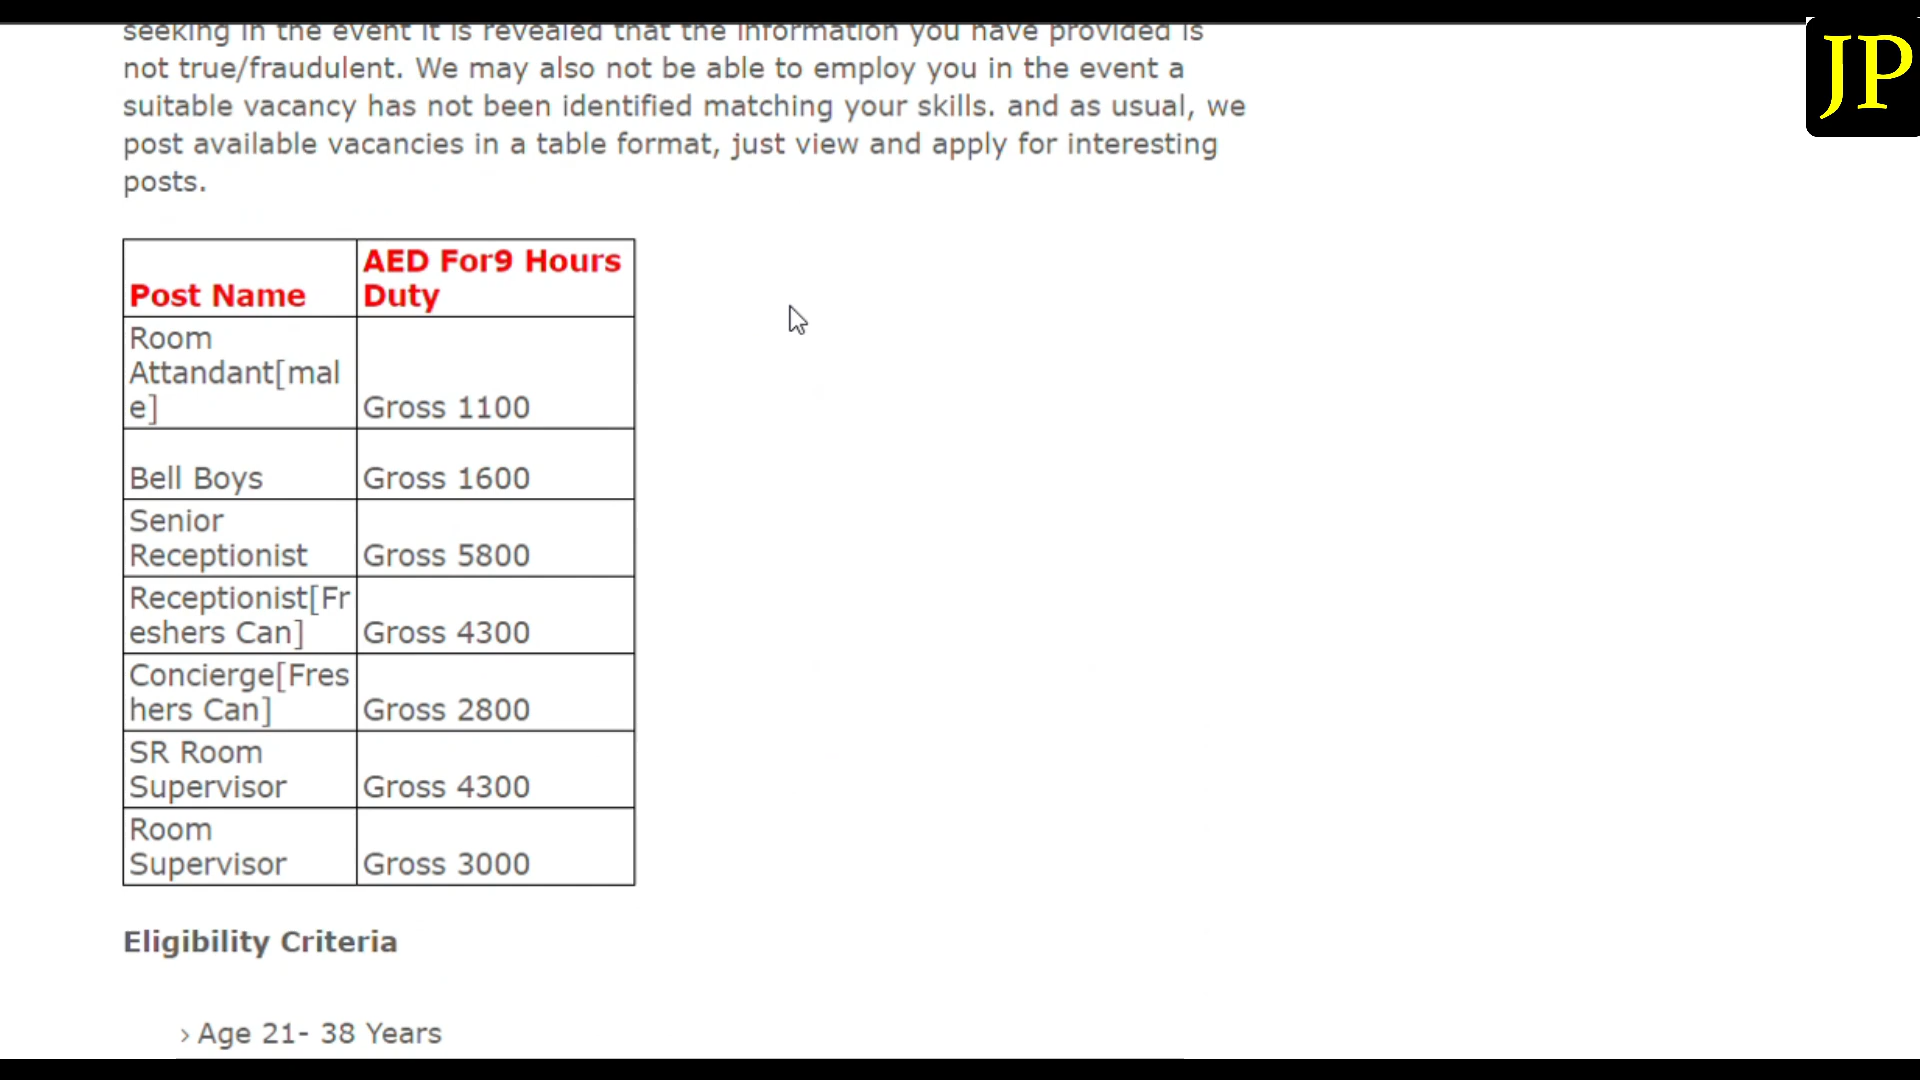 seeking in the event it is revealed that the information you have provided is
JP
not true/fraudulent. We may also not be able to employ you in the event a
suitable vacancy has not been identified matching your skills. and as usual, we
post available vacancies in a table format, just view and apply for interesting
posts.
Post Name
AED For9 Hours
Duty
Room
Attandant[mal
e]
Gross 1100
Bell Boys
Gross 1600
Senior
Receptionist
Gross 5800
Receptionist[Fr
eshers Can]
Gross 4300
Concierge[Fres
hers Can]
Gross 2800
SR Room
Supervisor
Gross 4300
Room
Supervisor
Gross 3000
Eligibility Criteria
› Age 21- 38 Years